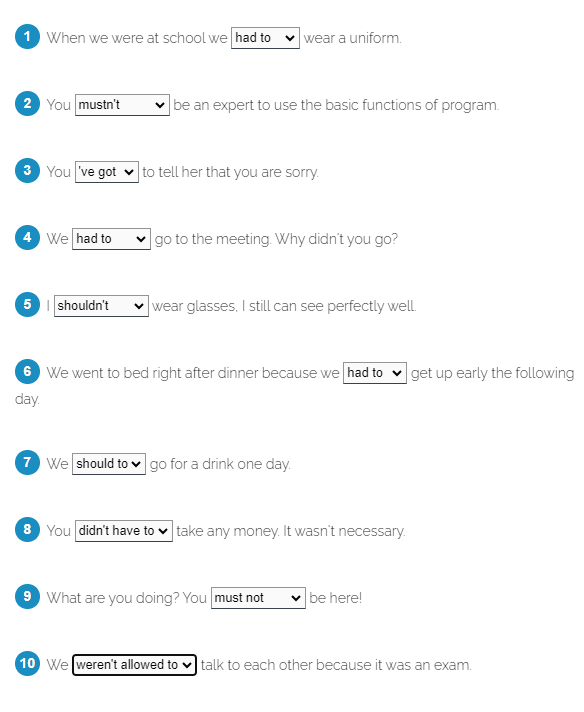 1 When we were at school we had to wear a uniform.
2 You mustn't be an expert to use the basic functions of program.
3 You 've got to tell her that you are sorry.
4 We had to go to the meeting. Why didn't you go?
5 I shouldn't wear glasses, I still can see perfectly well.
6 We went to bed right after dinner because we had to get up early the following
day.
7 We should to go for a drink one day.
8 You didn't have to take any money. It wasn't necessary.
9 What are you doing? You must not be here!
10 We weren't allowed to talk to each other because it was an exam.